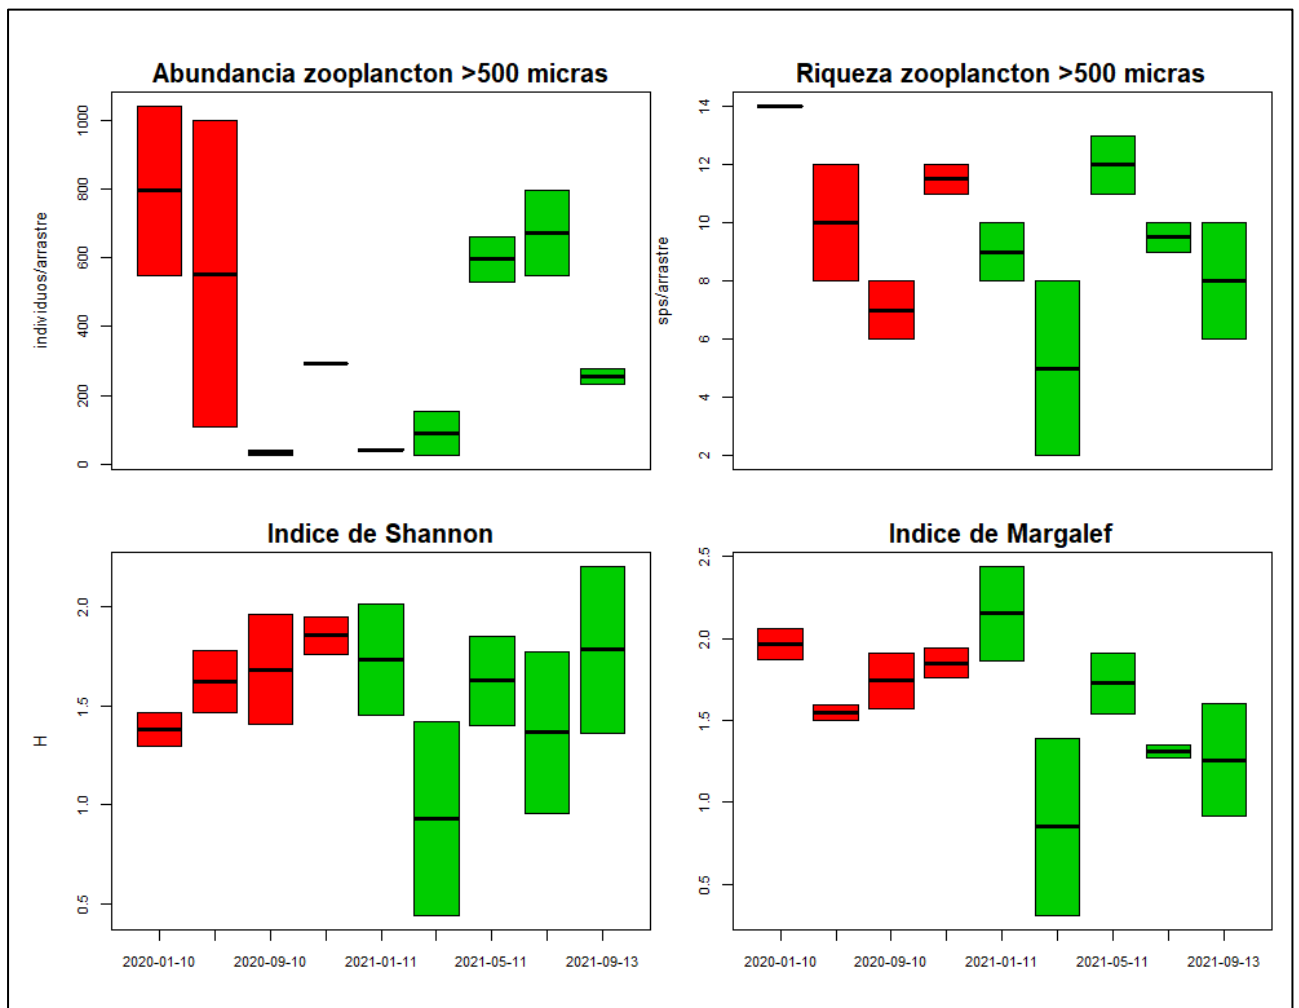 Abundancia zooplancton >500 micras
individuos/arrastre
1000
800
600
400
200
0
Riqueza zooplancton >500 micras
sps/arrastre
14
12
10
8
6
4
2
Indice de Shannon
H
2.0
1.5
1.0
0.5
2020-01-10 2020-09-10 2021-01-11 2021-05-11 2021-09-13
Indice de Margalef
2.5
2.0
1.5
1.0
0.5
2020-01-10 2020-09-10 2021-01-11 2021-05-11 2021-09-13